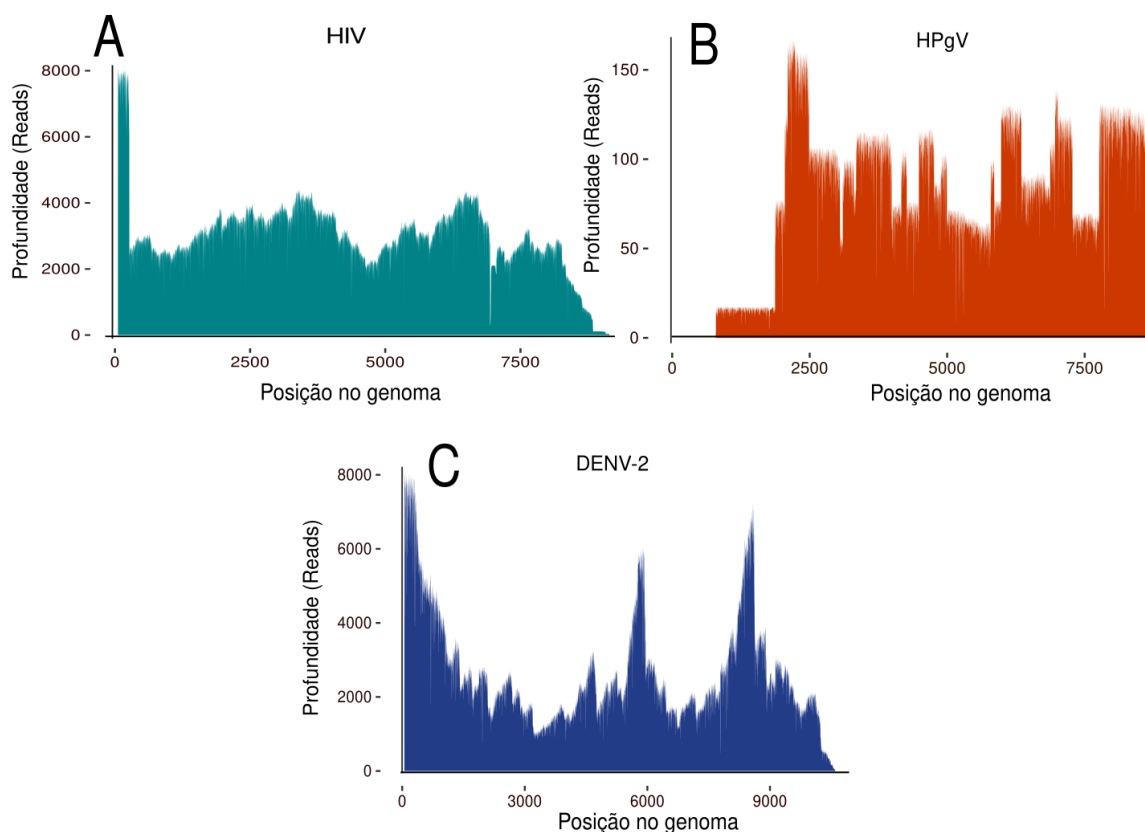 A
HIV
Profundidade (Reads)
8000
6000
4000
2000
0
0
2500
5000
7500
Posição no genoma
B
HPgV
Profundidade (Reads)
150
100
50
0
0
2500
5000
7500
Posição no genoma
C
DENV-2
Profundidade (Reads)
8000
6000
4000
2000
0
0
3000
6000
9000
Posição no genoma